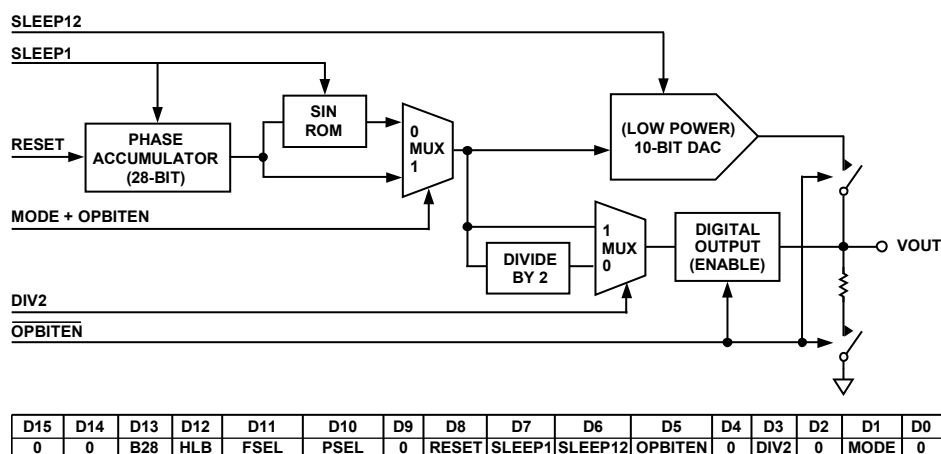 SLEEP12
SLEEP1
RESET
PHASE
ACCUMULATOR
(28-BIT)
SIN
ROM
0
MUX
1
(LOW POWER)
10-BIT DAC
MODE + OPBITEN
1
MUX
0
DIVIDE
BY 2
DIGITAL
OUTPUT
(ENABLE)
VOUT
DIV2
OPBITEN
D15 D14 D13 D12 D11 D10 D9 D8 D7 D6 D5 D4 D3 D2 D1 D0
0 0 B28 HLB FSEL PSEL 0 RESET SLEEP1 SLEEP12 OPBITEN 0 DIV2 0 MODE 0